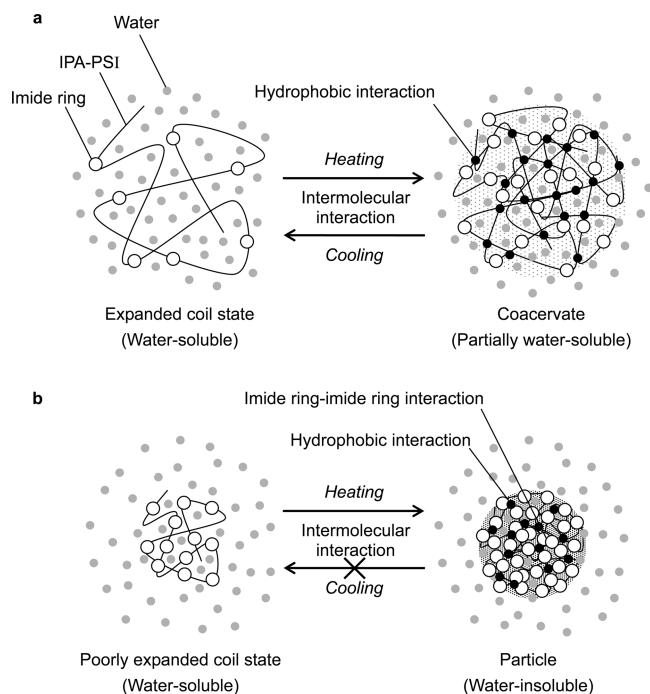 a
Water
IPA-PSI
Imide ring
Hydrophobic interaction
Heating
Intermolecular
interaction
Cooling
Expanded coil state
(Water-soluble)
Coacervate
(Partially water-soluble)
b
Imide ring-imide ring interaction
Hydrophobic interaction
Heating
Intermolecular
interaction
Cooling
Poorly expanded coil state
(Water-soluble)
Particle
(Water-insoluble)